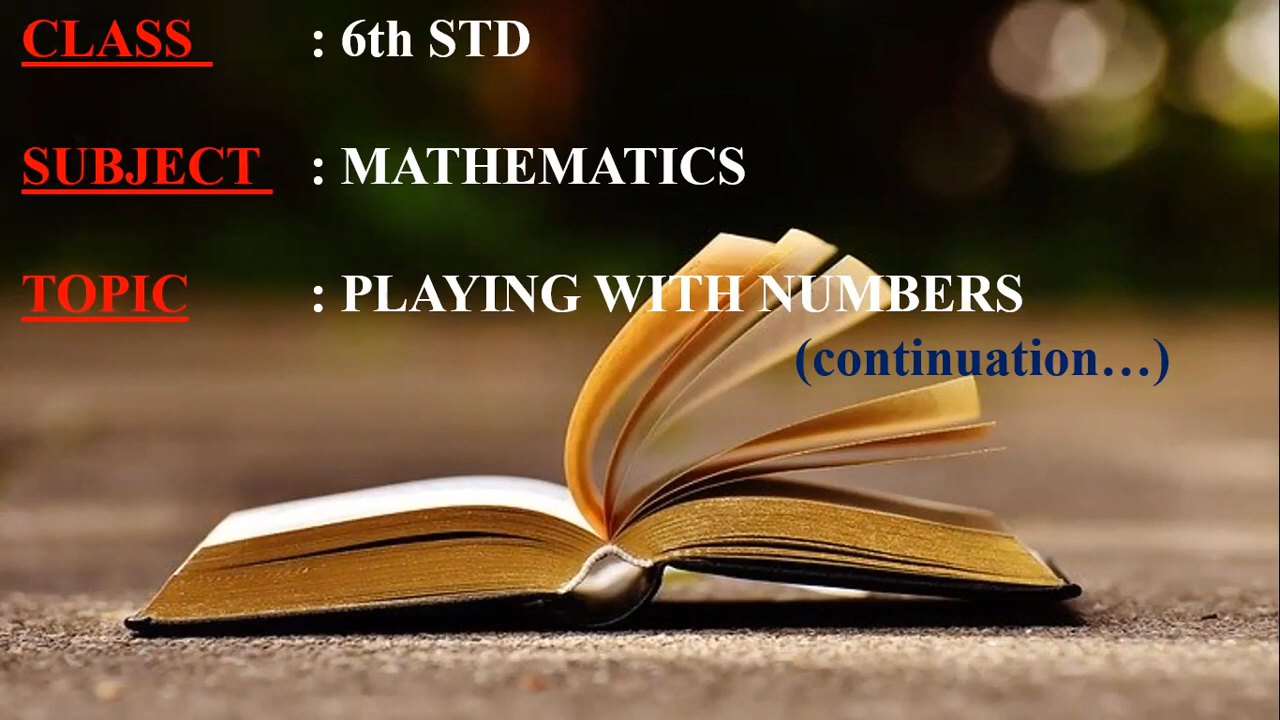 CLASS : 6th STD
SUBJECT : MATHEMATICS
TOPIC : PLAYING WITH NUMBERS
(continuation...)